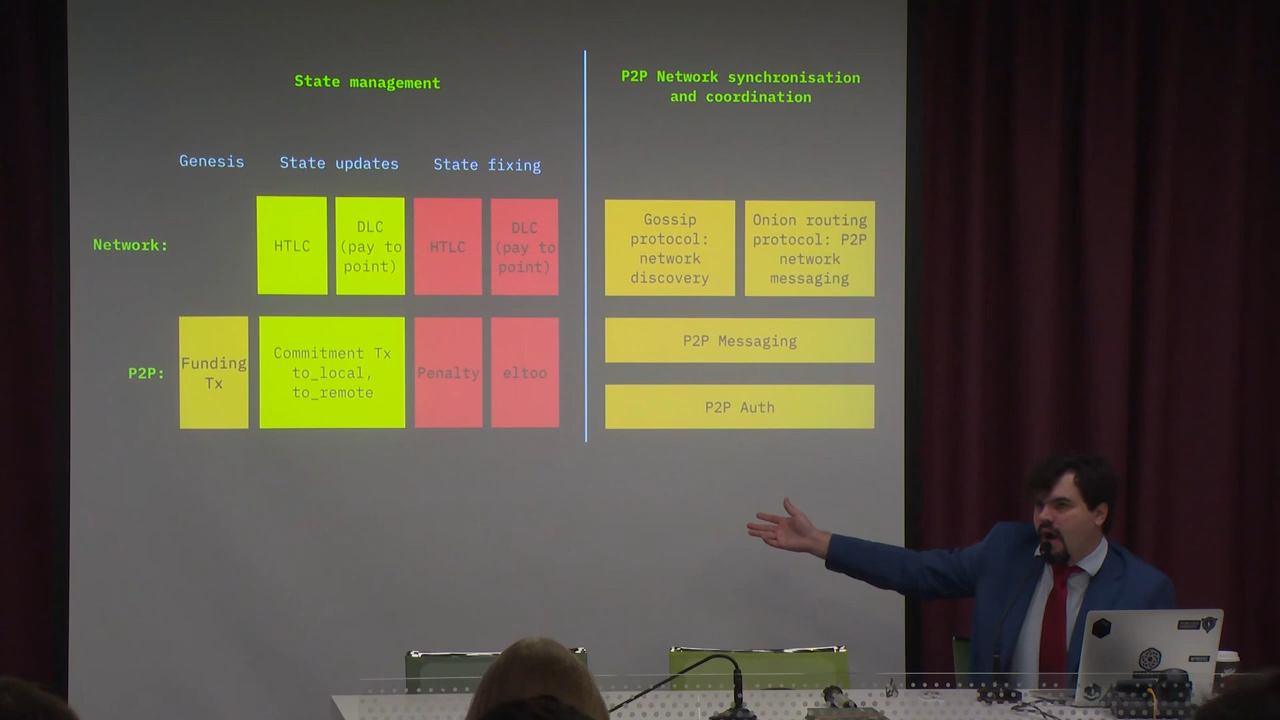 State management
P2P Network synchronisation
and coordination
Genesis
State updates
State fixing
Network:
HTLC
DLC
(pay to
point)
HTLC
DLC
(pay to
point)
Gossip
protocol:
network
discovery
Onion routing
protocol: P2P
network
messaging
P2P:
Funding
Tx
Commitment Tx
to_local,
to_remote
Penalty
eltoo
P2P Messaging
P2P Auth